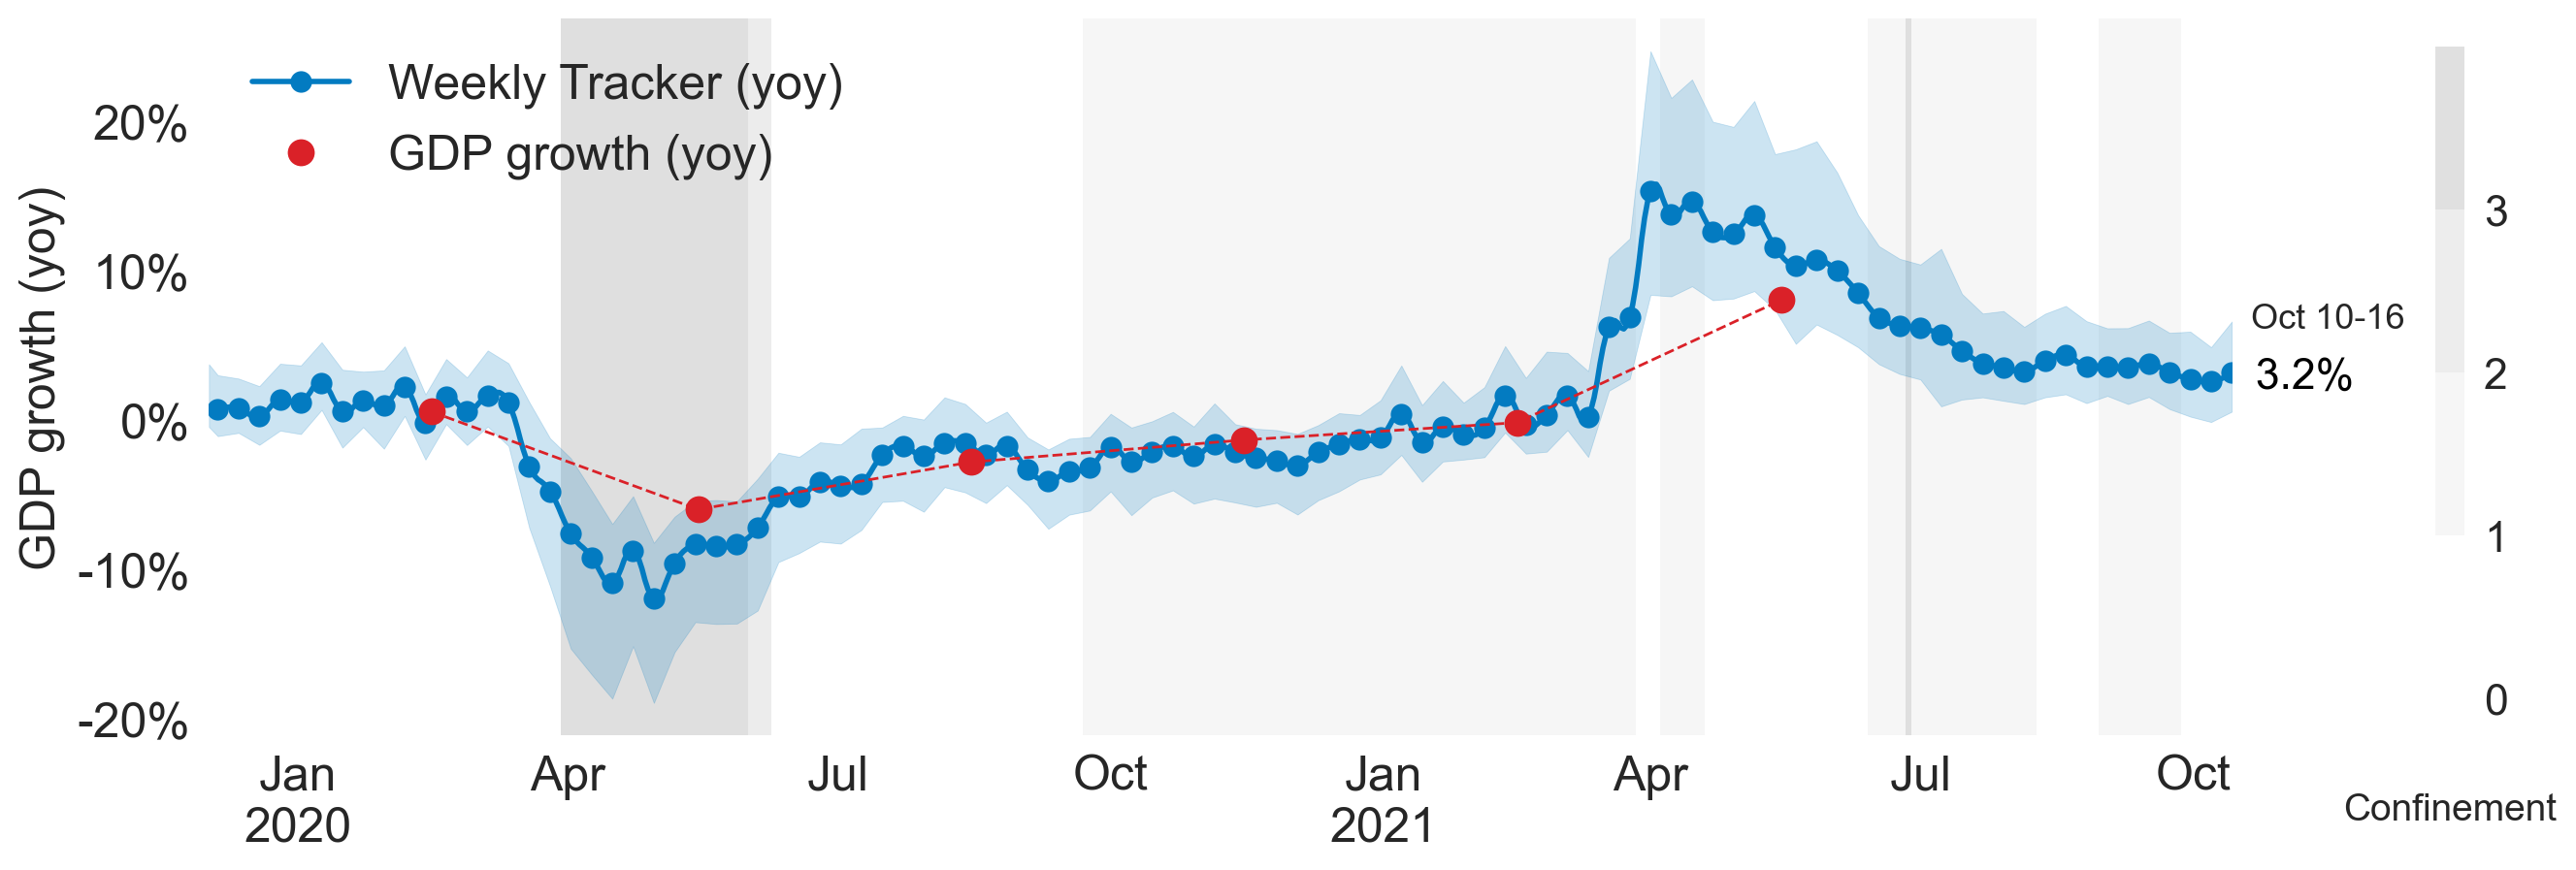 Weekly Tracker (yoy)
GDP growth (yoy)
GDP growth (yoy)
20%
10%
0%
-10%
-20%
Jan
2020
Apr
Jul
Oct
Jan
2021
Apr
Jul
Oct
Oct 10-16
3.2%
3
2
1
0
Confinement